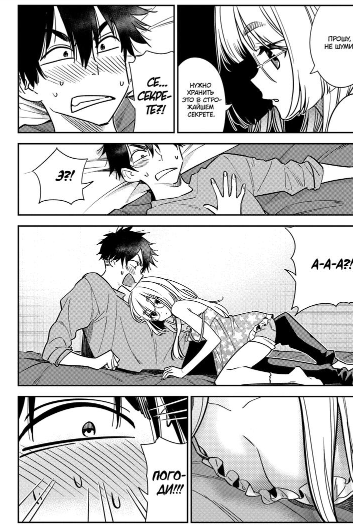 ПРОШУ,
НЕ ШУМИ
НУЖНО
ХРАНИТЬ
ЭТО В СТРО-
ЖАЙШЕМ
СЕКРЕТЕ.
СЕ...
СЕКРЕ-
ТЕ?!
Э?!
А-А-А?!
ПОГО-
ДИ!!!